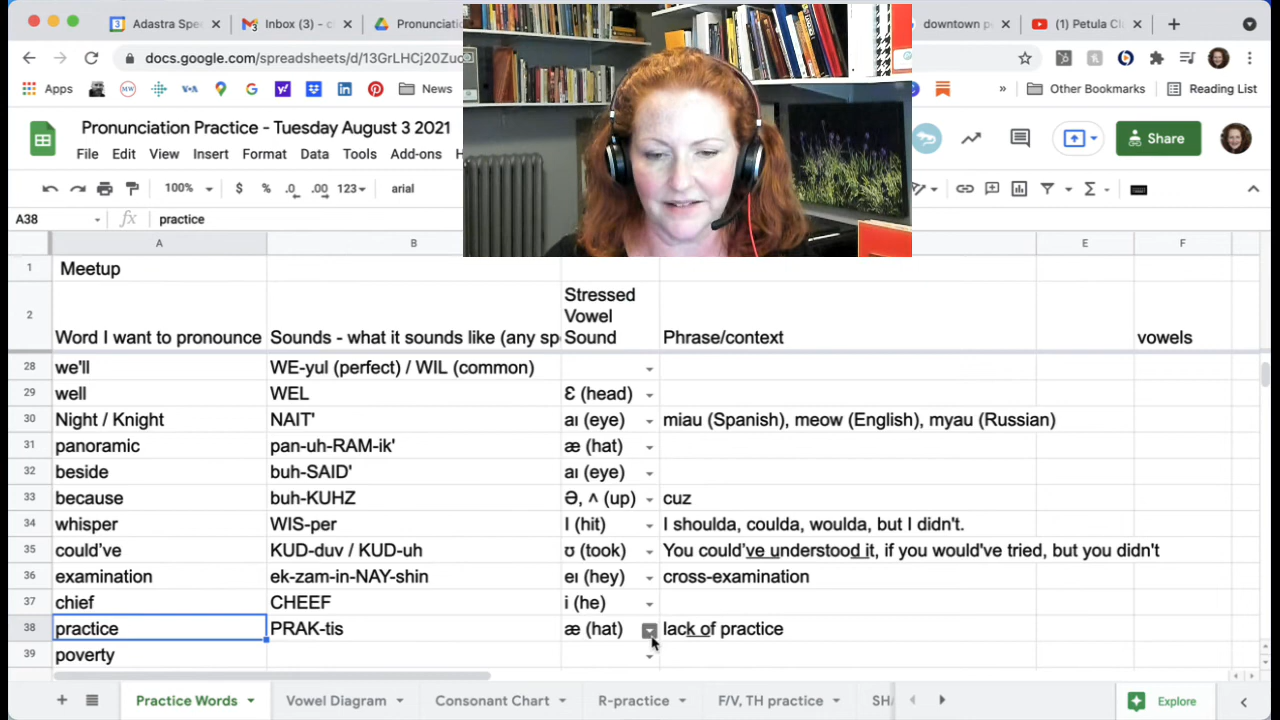 Adastra Spe
Inbox (3) - c
Pronunciation
downtown p
(1) Petula Cl
docs.google.com/spreadsheets/d/13GrLHCj20Zuc
Apps
News
Other Bookmarks
Reading List
Pronunciation Practice - Tuesday August 3 2021
File Edit View Insert Format Data Tools Add-ons H
Share
100% $ % .0 .00 123 arial
A38 fx practice
A B E F
1 Meetup
2 Word I want to pronounce Sounds - what it sounds like (any sp Stressed Vowel Sound Phrase/context vowels
28 we'll WE-yul (perfect) / WIL (common)
29 well WEL Ɛ (head)
30 Night / Knight NAIT' aı (eye) miau (Spanish), meow (English), myau (Russian)
31 panoramic pan-uh-RAM-ik' æ (hat)
32 beside buh-SAID' aı (eye)
33 because buh-KUHZ Ə, ʌ (up) cuz
34 whisper WIS-per I (hit) I shoulda, coulda, woulda, but I didn't.
35 could’ve KUD-duv / KUD-uh ʊ (took) You could’ve understood it, if you would've tried, but you didn't
36 examination ek-zam-in-NAY-shin eı (hey) cross-examination
37 chief CHEEF i (he)
38 practice PRAK-tis æ (hat) lack of practice
39 poverty
Practice Words Vowel Diagram Consonant Chart R-practice F/V, TH practice SH/ Explore